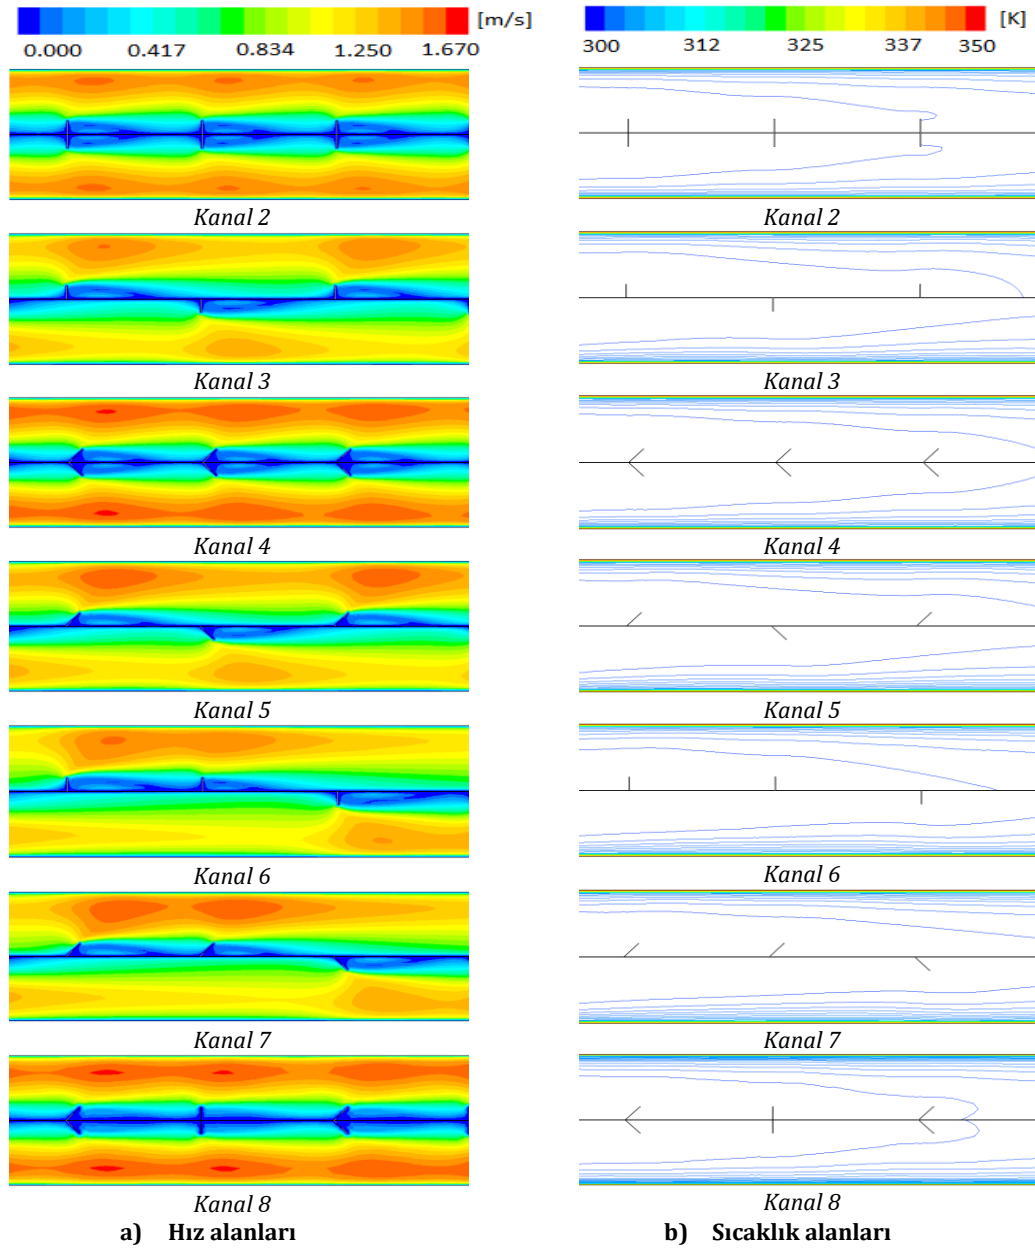 [m/s]
0.000 0.417 0.834 1.250 1.670
[K]
300 312 325 337 350
Kanal 2 Kanal 2
Kanal 3 Kanal 3
Kanal 4 Kanal 4
Kanal 5 Kanal 5
Kanal 6 Kanal 6
Kanal 7 Kanal 7
Kanal 8 Kanal 8
a) Hız alanları b) Sıcaklık alanları